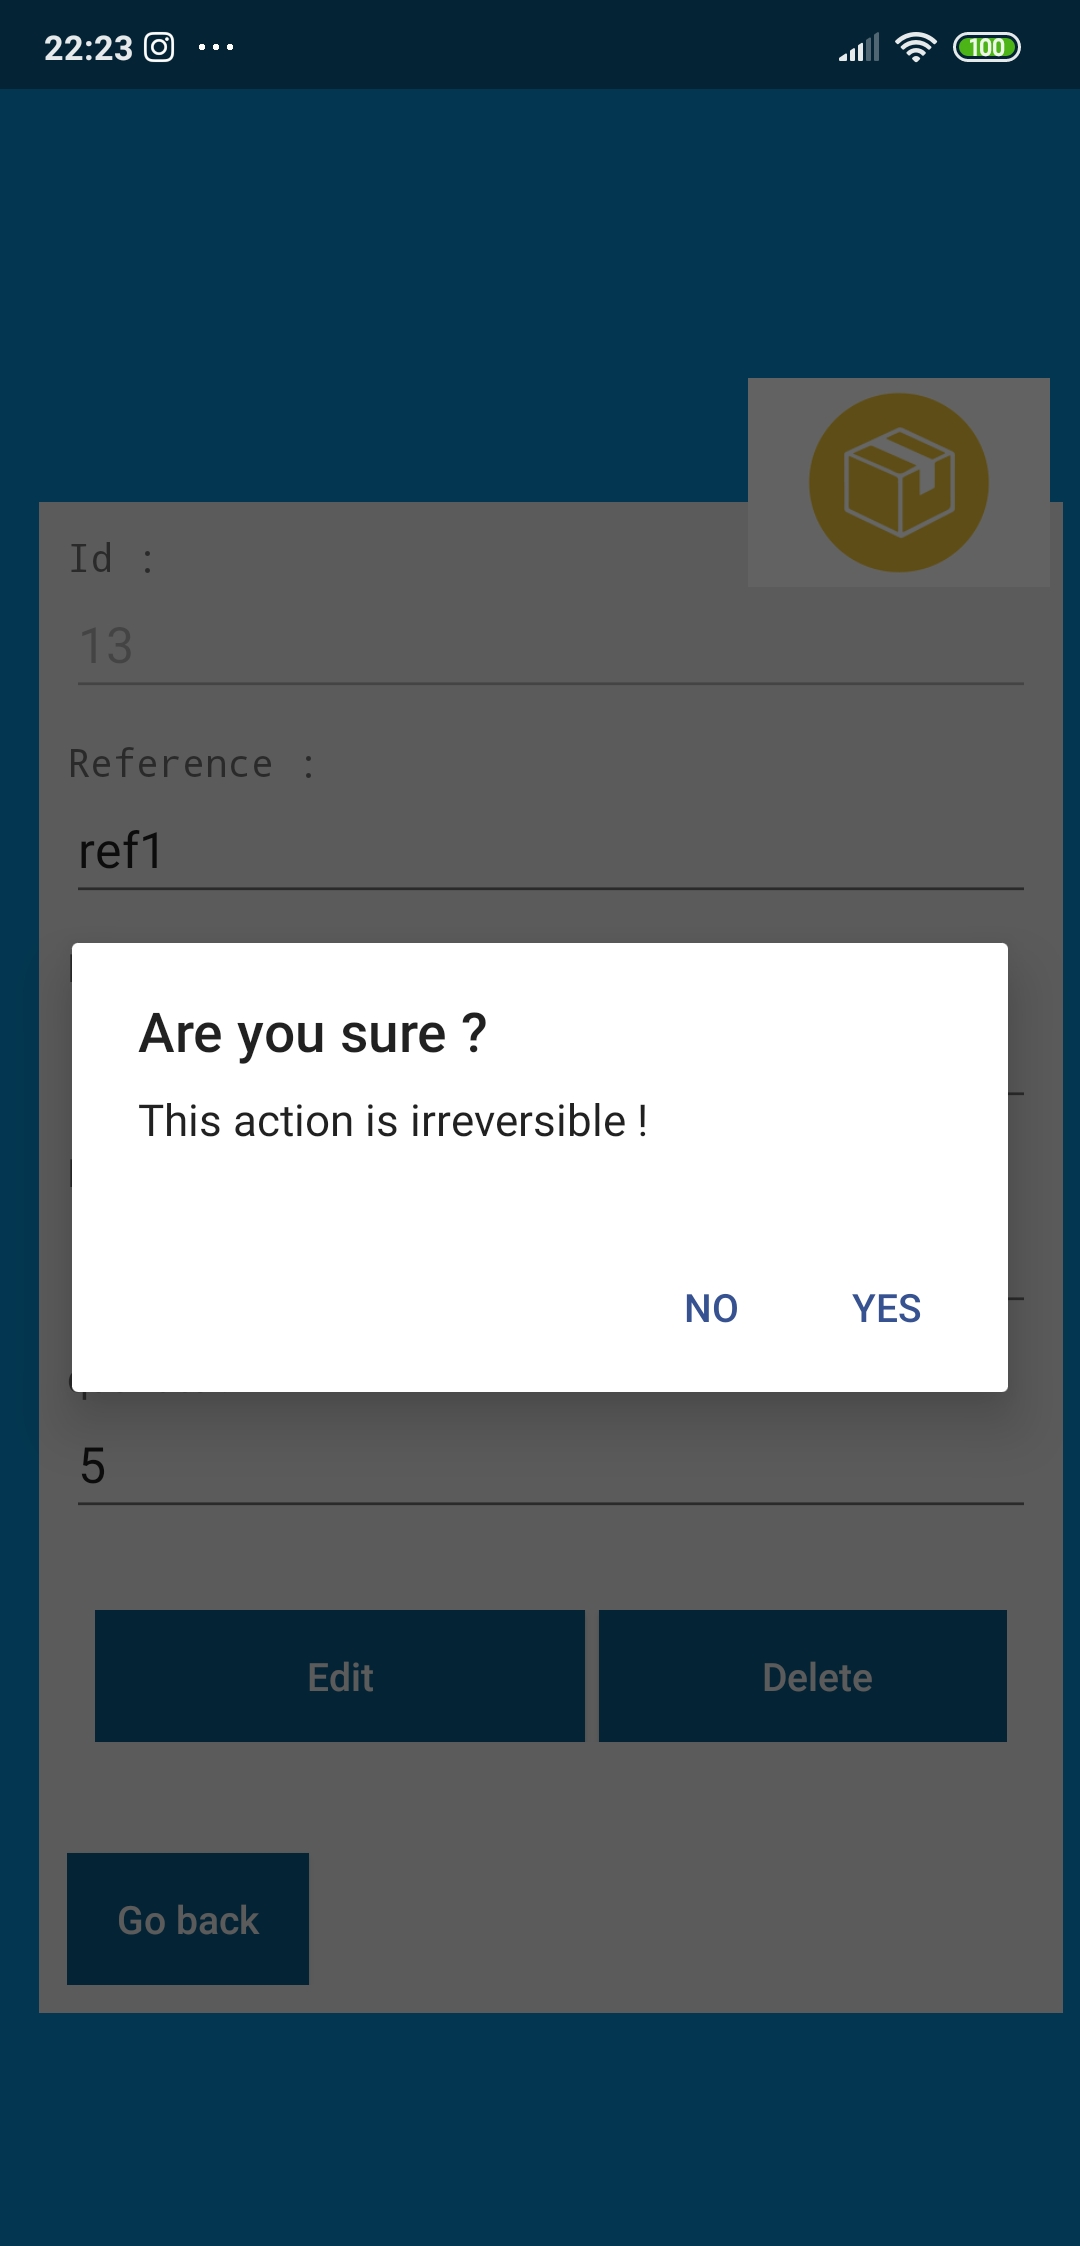 22:23
100
Id :
13
Reference :
ref1
Are you sure ?
This action is irreversible !
NO YES
5
Edit Delete
Go back